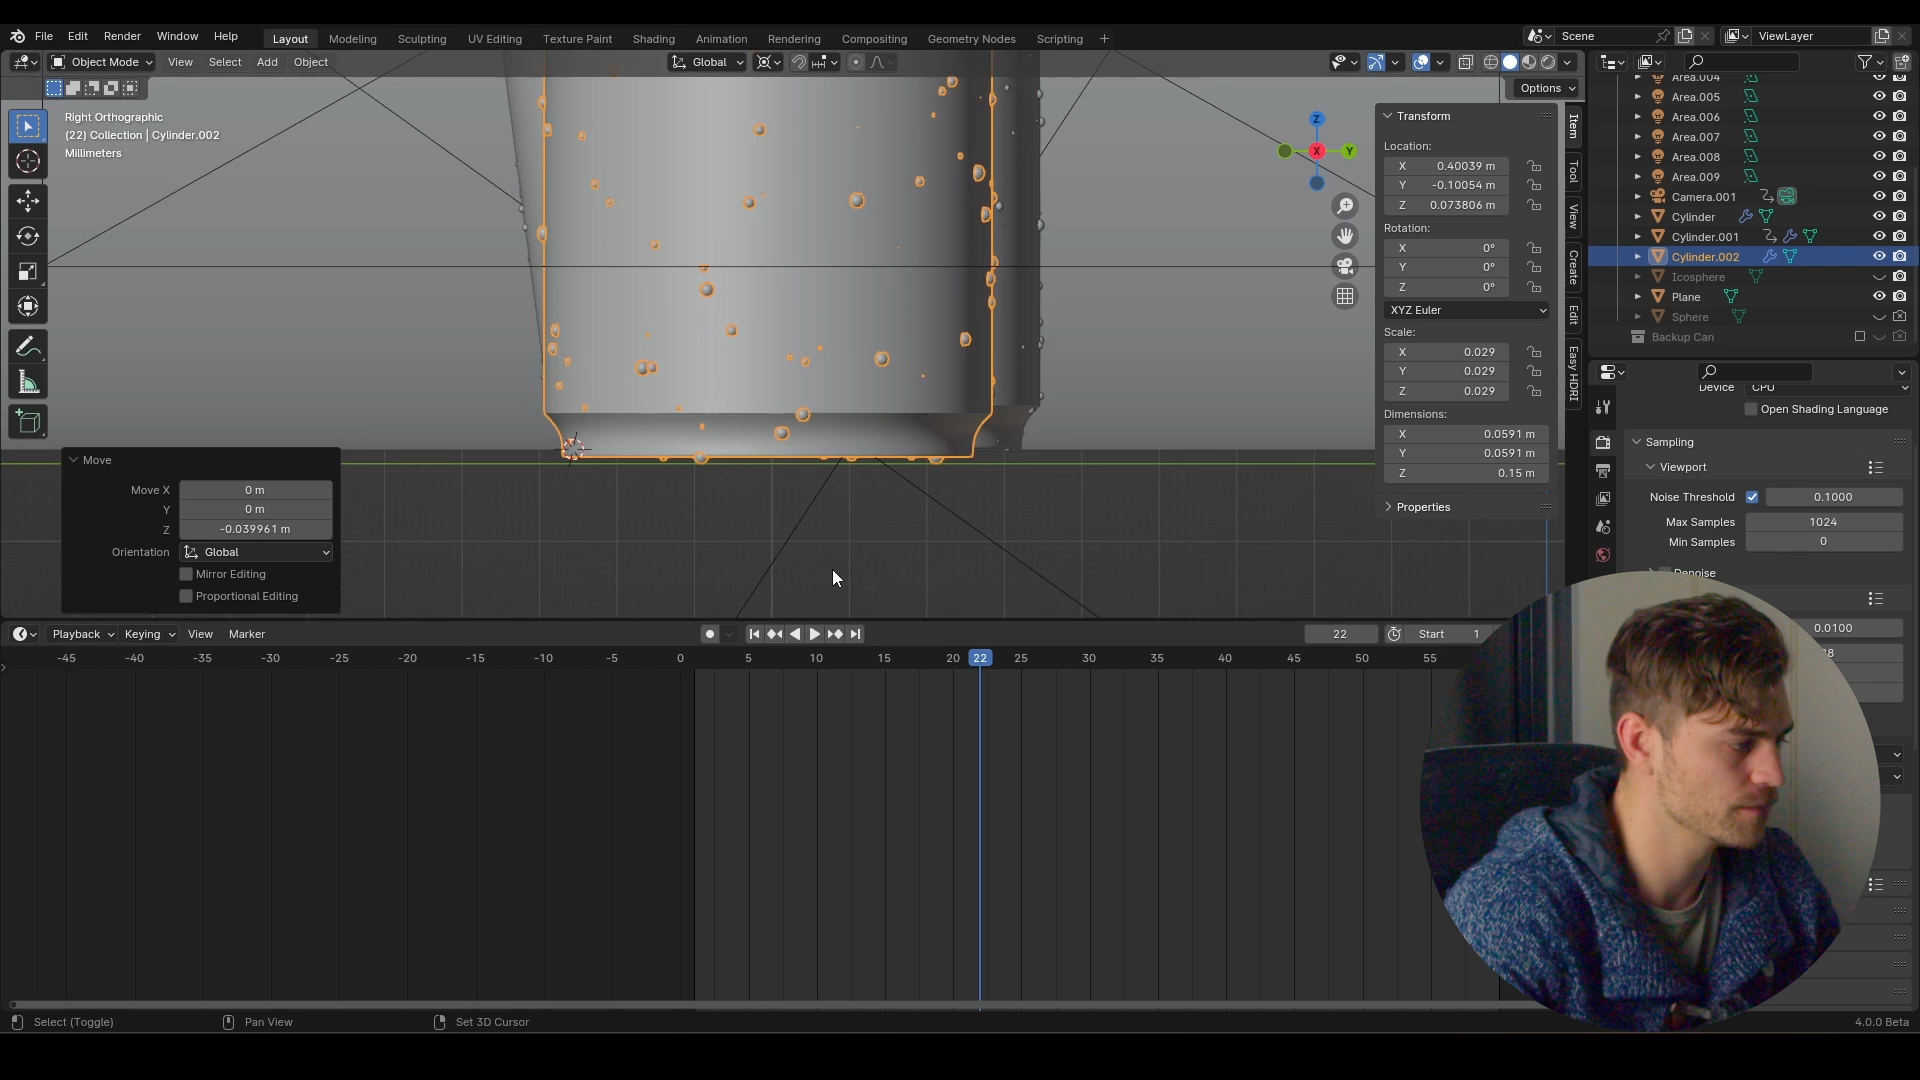 File Edit Render Window Help
Layout Modeling Sculpting UV Editing Texture Paint Shading Animation Rendering Compositing Geometry Nodes Scripting +
Scene
ViewLayer
Object Mode View Select Add Object
Global
Options
Right Orthographic
(22) Collection | Cylinder.002
Millimeters
Z
X
Y
Transform
Location:
X 0.40039 m
Y -0.10054 m
Z 0.073806 m
Rotation:
X 0°
Y 0°
Z 0°
XYZ Euler
Scale:
X 0.029
Y 0.029
Z 0.029
Dimensions:
X 0.0591 m
Y 0.0591 m
Z 0.15 m
Properties
Item
Tool
View
Create
Edit
Easy HDRI
Area.004
Area.005
Area.006
Area.007
Area.008
Area.009
Camera.001
Cylinder
Cylinder.001
Cylinder.002
Icosphere
Plane
Sphere
Backup Can
Device CPU
Open Shading Language
Sampling
Viewport
Noise Threshold 0.1000
Max Samples 1024
Min Samples 0
Denoise
0.0100
Move
Move X 0 m
Y 0 m
Z -0.039961 m
Orientation Global
Mirror Editing
Proportional Editing
Playback Keying View Marker
22
Start 1
-45 -40 -35 -30 -25 -20 -15 -10 -5 0 5 10 15 20 22 25 30 35 40 45 50 55
Select (Toggle) Pan View Set 3D Cursor
4.0.0 Beta